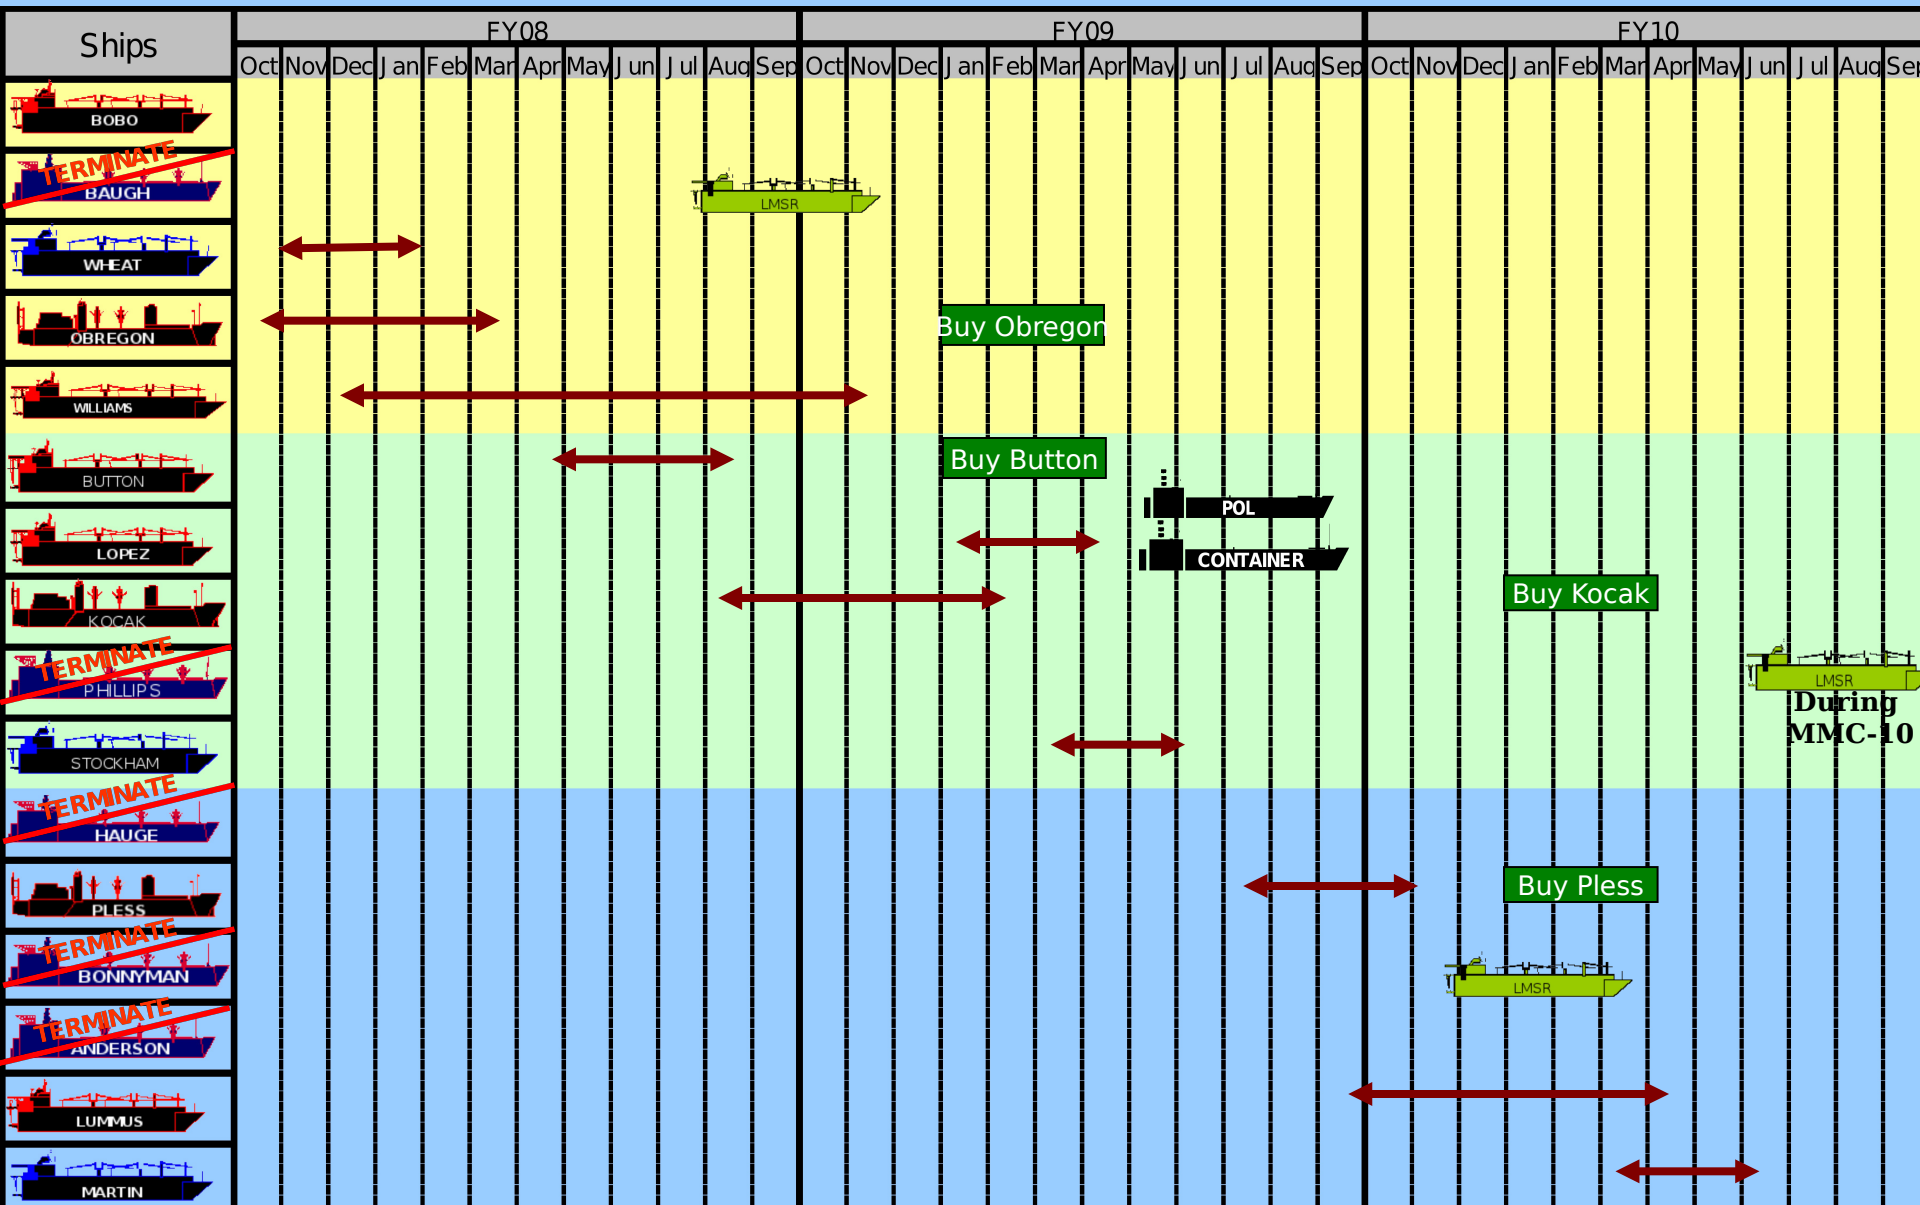 Ships
FY08 FY09 FY10
Oct Nov Dec Jan Feb Mar Apr May Jun Jul Aug Sep Oct Nov Dec Jan Feb Mar Apr May Jun Jul Aug Sep Oct Nov Dec Jan Feb Mar Apr May Jun Jul Aug Sep
BOBO
TERMINATE
BAUGH
LMSR
WHEAT
OBREGON
Buy Obregon
WILLIAMS
BUTTON
Buy Button
POL
LOPEZ
CONTAINER
KOCAK
Buy Kocak
TERMINATE
PHILLIPS
LMSR
During
MMC-10
STOCKHAM
TERMINATE
HAUGE
PLESS
Buy Pless
TERMINATE
BONNYMAN
LMSR
TERMINATE
ANDERSON
LUMMUS
MARTIN